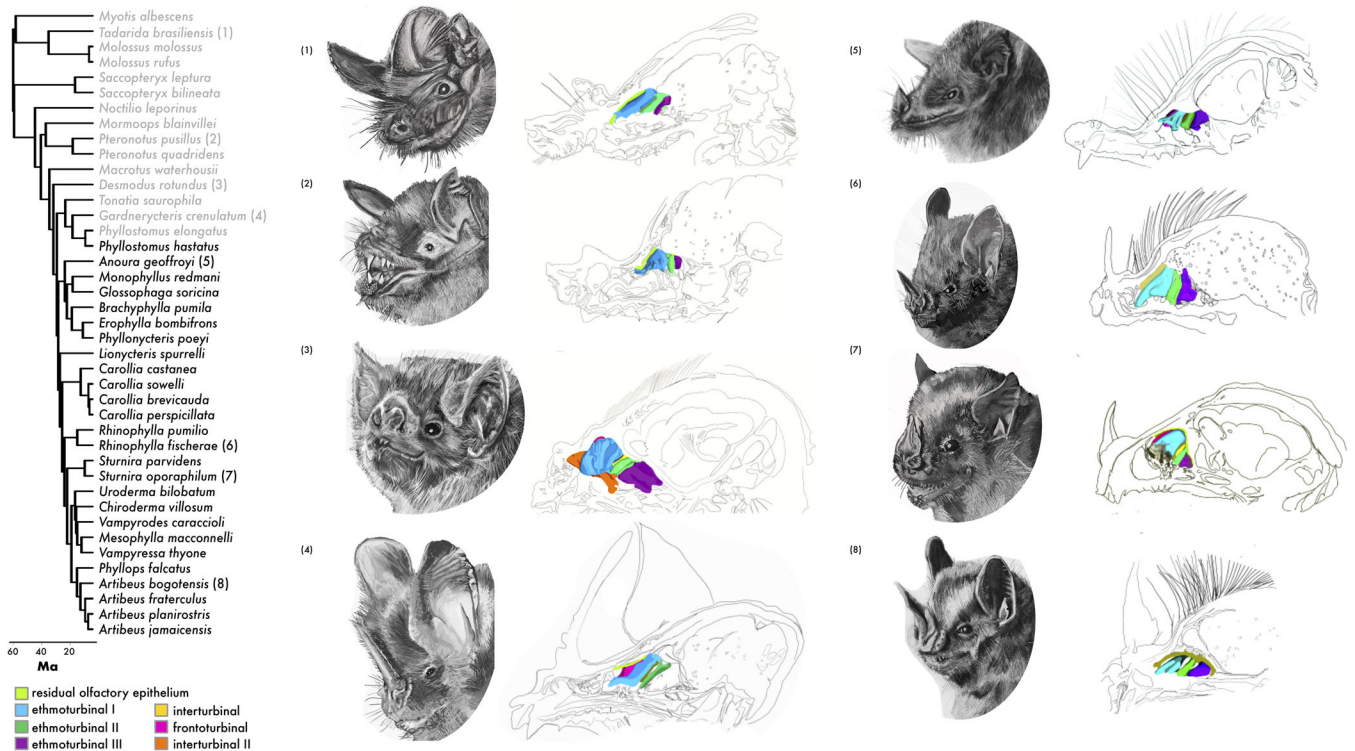 Myotis albescens
Tadarida brasiliensis (1)
Molossus molossus
Molossus rufus
Saccopteryx leptura
Saccopteryx bilineata
Noctilio leporinus
Mormoops blainvillei
Pteronotus pusillus (2)
Pteronotus quadridens
Macrotus waterhousii
Desmodus rotundus (3)
Tonatia saurophila
Gardnerycteris crenulatum (4)
Phyllostomus elongatus
Phyllostomus hastatus
Anoura geoffroyi (5)
Monophyllus redmani
Glossophaga soricina
Brachyphylla pumila
Erophylla bombifrons
Phyllonycteris poeyi
Lionycteris spurrelli
Carollia castanea
Carollia sowelli
Carollia brevicauda
Carollia perspicillata
Rhinophylla pumilio
Rhinophylla fischerae (6)
Sturnira parvidens
Sturnira oporaphilum (7)
Uroderma bilobatum
Chiroderma villosum
Vampyrodes caraccioli
Mesophylla macconnelli
Vampyressa thyone
Phyllops falcatus
Artibeus bogotensis (8)
Artibeus fraterculus
Artibeus planirostris
Artibeus jamaicensis
60 40 20
Ma
residual olfactory epithelium
ethmoturbinal I
ethmoturbinal II
ethmoturbinal III
interturbinal
frontoturbinal
interturbinal II
(1)
(2)
(3)
(4)
(5)
(6)
(7)
(8)